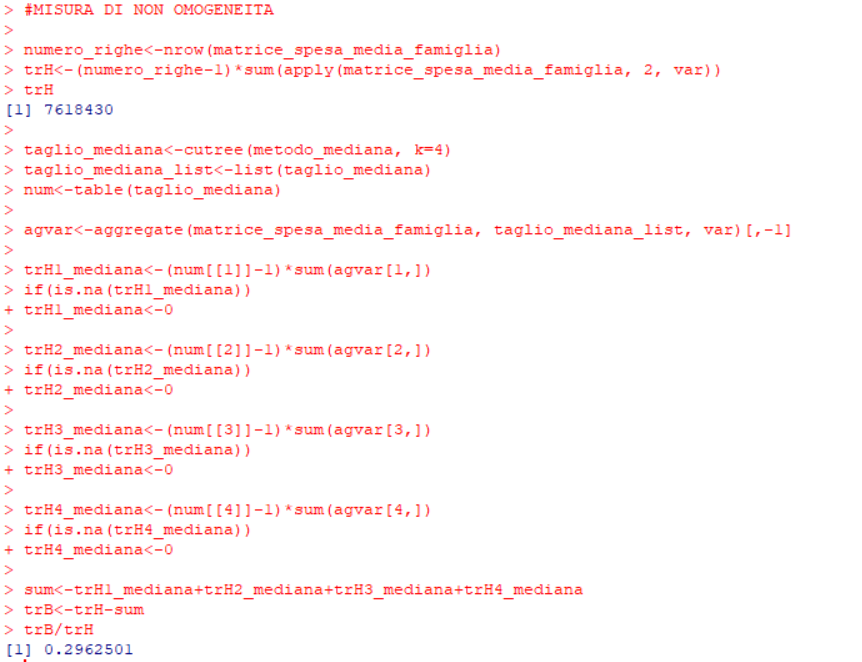 > #MISURA DI NON OMOGENEITA
>
> numero_righe<-nrow(matrice_spesa_media_famiglia)
> trH<-(numero_righe-1)*sum(apply(matrice_spesa_media_famiglia, 2, var))
> trH
[1] 7618430
>
> taglio_mediana<-cutree(metodo_mediana, k=4)
> taglio_mediana_list<-list(taglio_mediana)
> num<-table(taglio_mediana)
>
> agvar<-aggregate(matrice_spesa_media_famiglia, taglio_mediana_list, var)[,-1]
>
> trH1_mediana<-(num[[1]]-1)*sum(agvar[1,])
> if(is.na(trH1_mediana))
+ trH1_mediana<-0
>
> trH2_mediana<-(num[[2]]-1)*sum(agvar[2,])
> if(is.na(trH2_mediana))
+ trH2_mediana<-0
>
> trH3_mediana<-(num[[3]]-1)*sum(agvar[3,])
> if(is.na(trH3_mediana))
+ trH3_mediana<-0
>
> trH4_mediana<-(num[[4]]-1)*sum(agvar[4,])
> if(is.na(trH4_mediana))
+ trH4_mediana<-0
>
> sum<-trH1_mediana+trH2_mediana+trH3_mediana+trH4_mediana
> trB<-trH-sum
> trB/trH
[1] 0.2962501